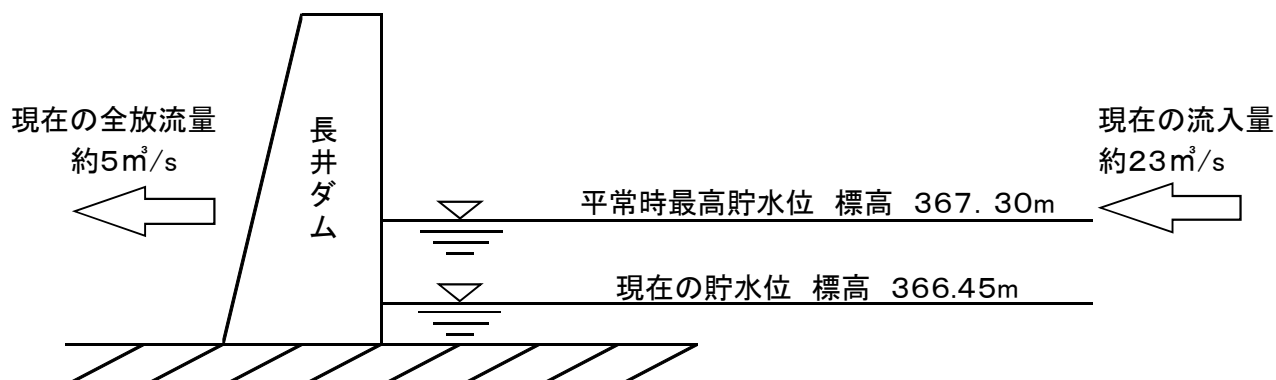 現在の全放流量
約5㎥/s
長井ダム
平常時最高貯水位 標高 367. 30m
現在の貯水位 標高 366.45m
現在の流入量
約23㎥/s